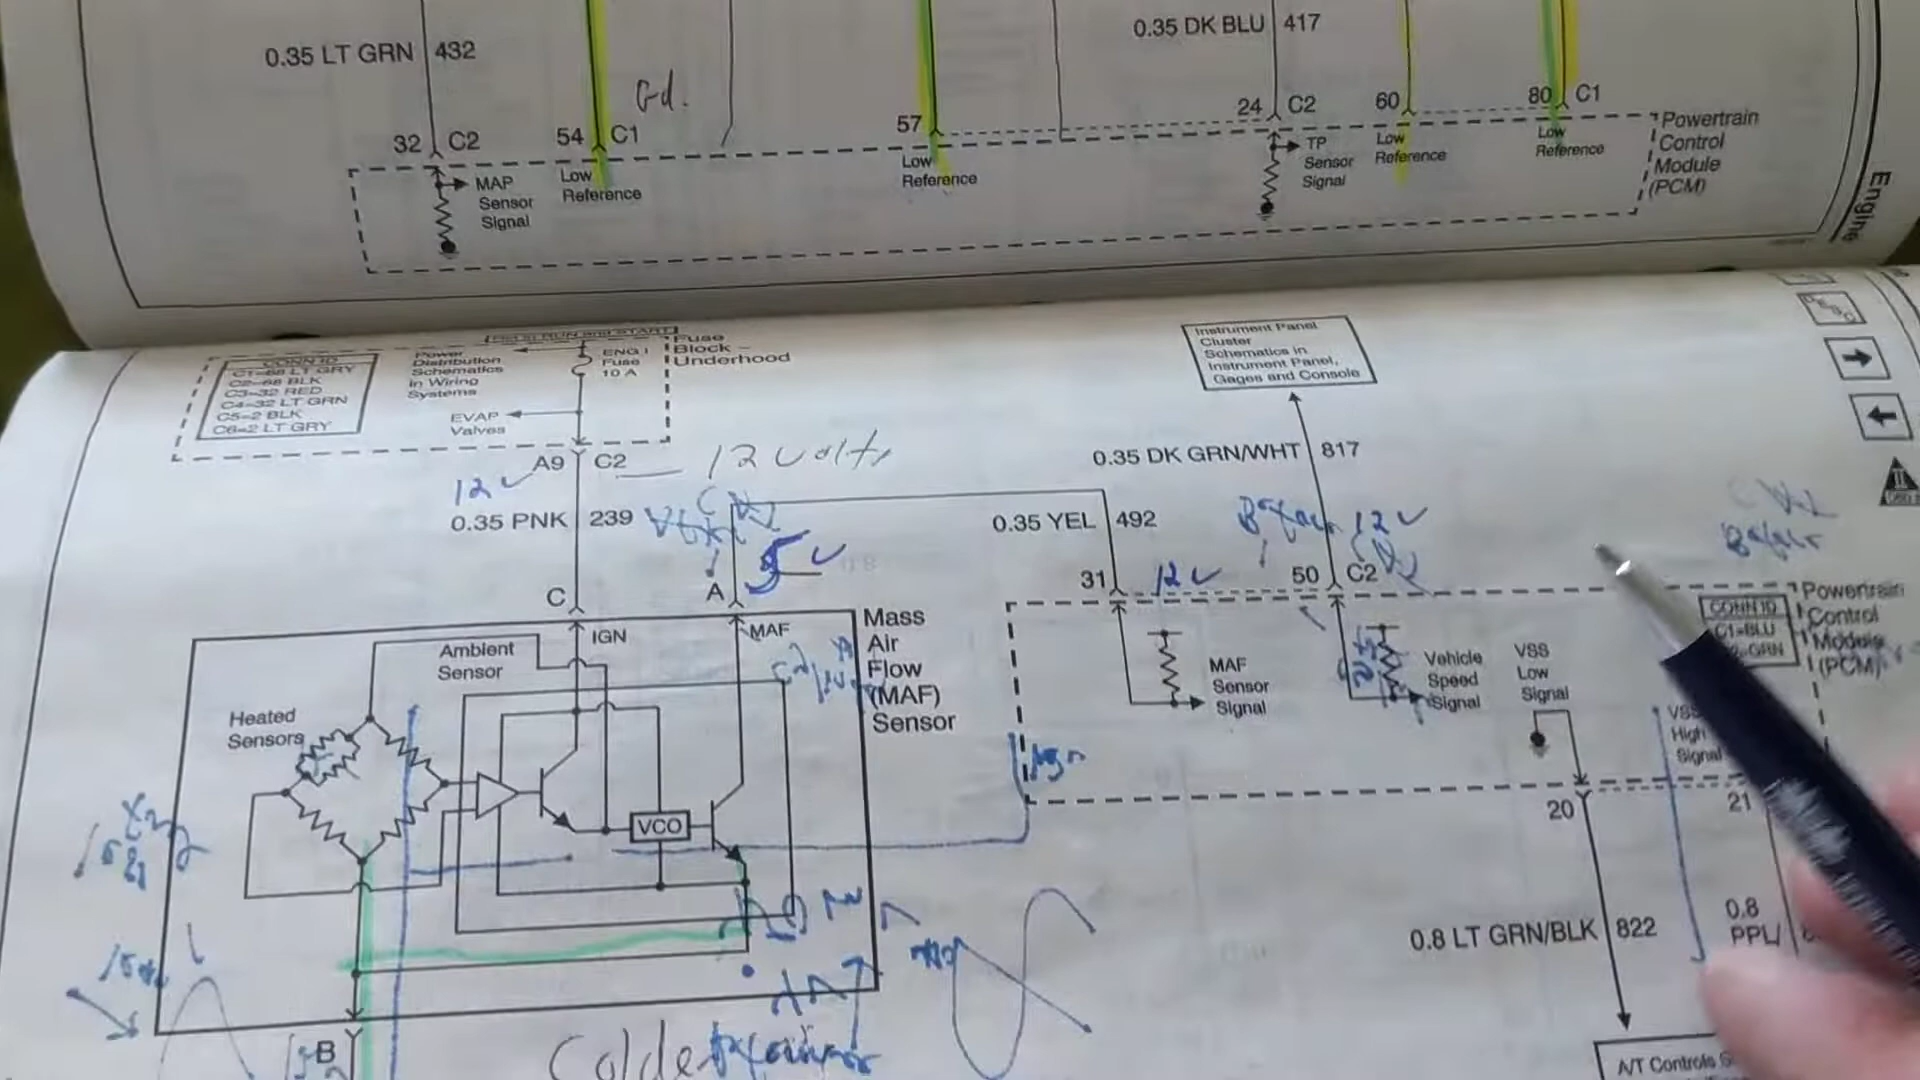 0.35 LT GRN 432
0.35 DK BLU 417
Gd.
32 C2
54 C1
57
24 C2
60
80 C1
MAP
Sensor
Signal
Low
Reference
Low
Reference
TP
Sensor
Signal
Low
Reference
Low
Reference
Powertrain
Control
Module
(PCM)
Engine
CONN ID
C1=68 LT GRY
C2=68 BLK
C3=32 RED
C4=32 LT GRN
C5=2 BLK
C6=2 LT GRY
Power
Distribution
Schematics
in Wiring
Systems
EVAP
Valves
RUN and START
ENG I
Fuse
10 A
Fuse
Block –
Underhood
A9 C2
12 Volts
12 v
0.35 PNK 239
5 v
C
A
IGN
MAF
Mass
Air
Flow
(MAF)
Sensor
Ambient
Sensor
Heated
Sensors
VCO
B
Instrument Panel
Cluster
Schematics in
Instrument Panel,
Gages and Console
0.35 DK GRN/WHT 817
0.35 YEL 492
12 v
31
12 v
50 C2
MAF
Sensor
Signal
Vehicle
Speed
Signal
VSS
Low
Signal
VSS
High
Signal
CONN ID
C1=BLU
GRN
Powertrain
Control
Module
(PCM)
20
21
0.8 LT GRN/BLK 822
0.8
PPL/
A/T Controls